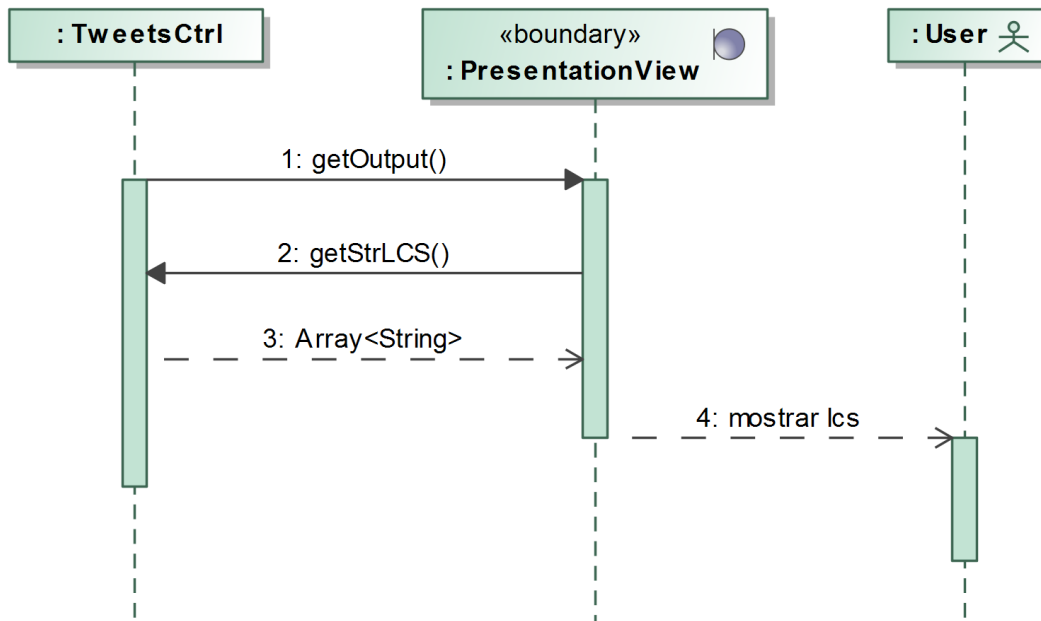 : TweetsCtrl
«boundary»
: PresentationView
: User
1: getOutput()
2: getStrLCS()
3: Array<String>
4: mostrar lcs